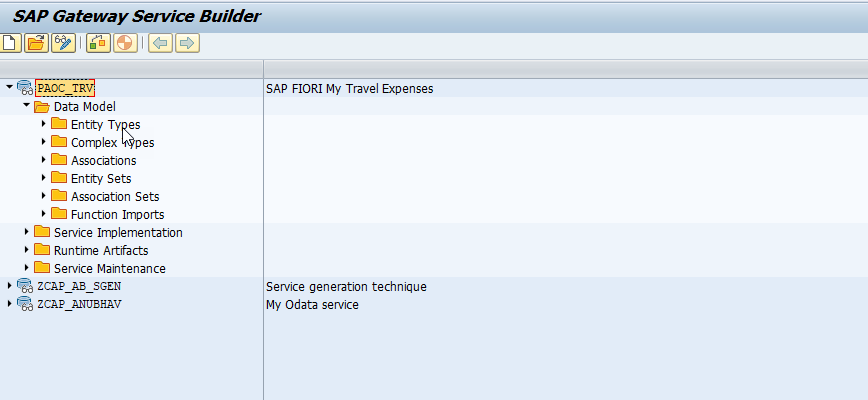 SAP Gateway Service Builder
PAOC_TRV SAP FIORI My Travel Expenses
Data Model
Entity Types
Complex Types
Associations
Entity Sets
Association Sets
Function Imports
Service Implementation
Runtime Artifacts
Service Maintenance
ZCAP_AB_SGEN Service generation technique
ZCAP_ANUBHAV My Odata service